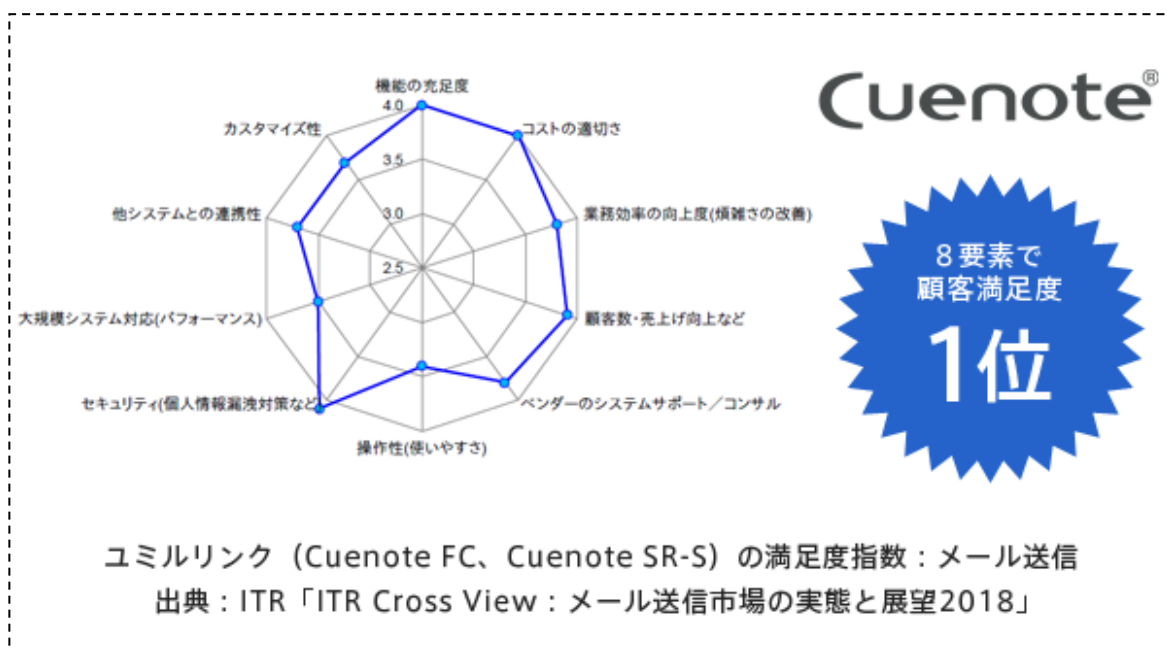 Cuenote®
機能の充足度
4.0
コストの適切さ
カスタマイズ性
3.5
業務効率の向上度(煩雑さの改善)
他システムとの連携性
3.0
2.5
大規模システム対応(パフォーマンス)
顧客数・売上げ向上など
セキュリティ(個人情報漏洩対策など
ベンダーのシステムサポート／コンサル
操作性(使いやすさ)
8要素で
顧客満足度
1位
ユミルリンク（Cuenote FC、Cuenote SR-S）の満足度指数：メール送信
出典：ITR「ITR Cross View：メール送信市場の実態と展望2018」